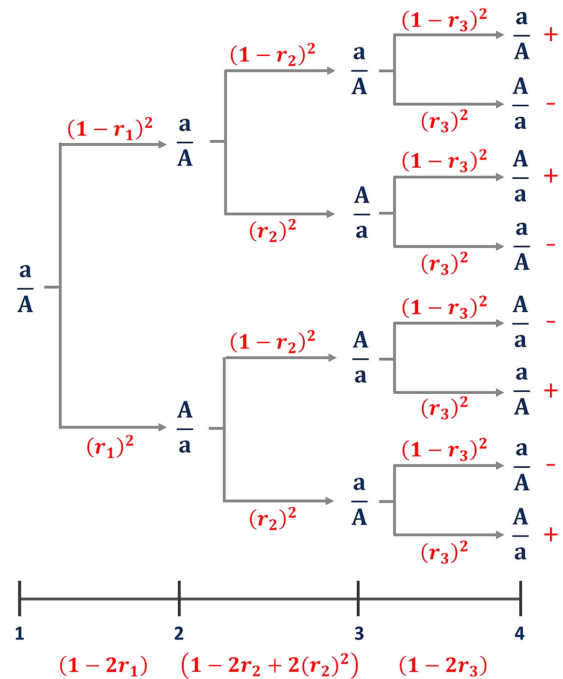 (1 − r₃)² a/A +
(1 − r₂)² a/A
(r₃)² A/a -
(1 − r₁)² a/A
(1 − r₃)² A/a +
(r₂)² A/a
(r₃)² a/A -
a/A
(1 − r₃)² A/a -
(1 − r₂)² A/a
(r₃)² a/A +
(r₁)² A/a
(1 − r₃)² a/A -
(r₂)² a/A
(r₃)² A/a +
1 2 3 4
(1 − 2r₁) (1 − 2r₂ + 2(r₂)²) (1 − 2r₃)